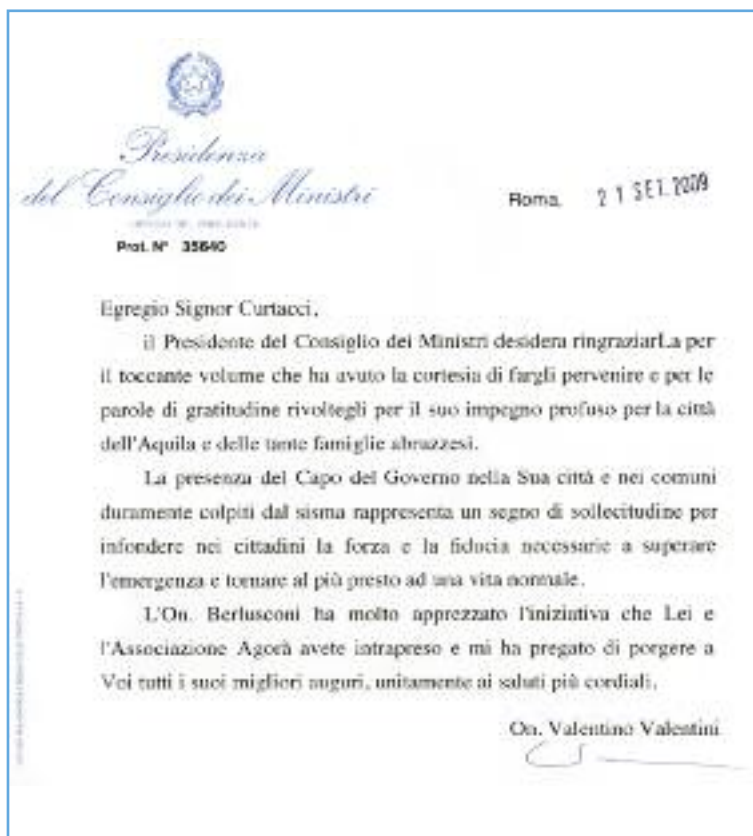 Presidenza
del Consiglio dei Ministri
Roma, 21 SET. 2009
Prot. N° 35640
Egregio Signor Curtacci,
il Presidente del Consiglio dei Ministri desidera ringraziarLa per
il toccante volume che ha avuto la cortesia di fargli pervenire e per le
parole di gratitudine rivoltegli per il suo impegno profuso per la città
dell'Aquila e delle tante famiglie abruzzesi.
La presenza del Capo del Governo nella Sua città e nei comuni
duramente colpiti dal sisma rappresenta un segno di sollecitudine per
infondere nei cittadini la forza e la fiducia necessarie a superare
l'emergenza e tornare al più presto ad una vita normale.
L'On. Berlusconi ha molto apprezzato l'iniziativa che Lei e
l'Associazione Agorà avete intrapreso e mi ha pregato di porgere a
Voi tutti i suoi migliori auguri, unitamente ai saluti più cordiali.
On. Valentino Valentini